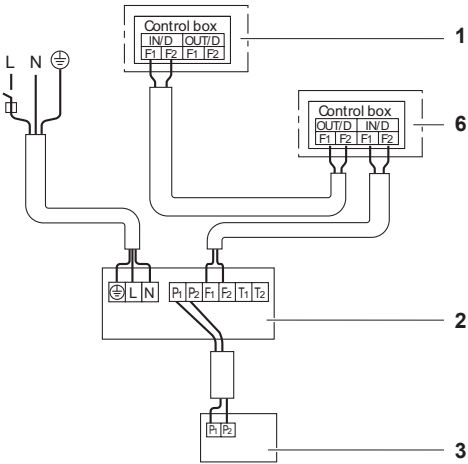 Control box
IN/D OUT/D
F1 F2 F1 F2
1
L N
Control box
OUT/D IN/D
F1 F2 F1 F2
6
L N
P1 P2 F1 F2 T1 T2
2
P1 P2
3